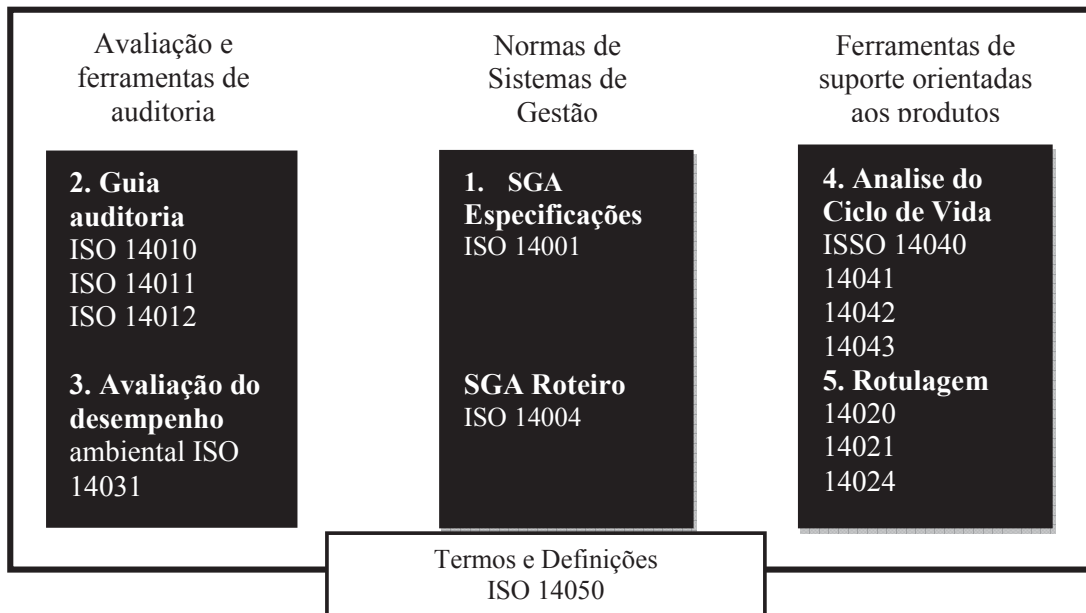 Avaliação e
ferramentas de
auditoria
2. Guia
auditoria
ISO 14010
ISO 14011
ISO 14012
3. Avaliação do
desempenho
ambiental ISO
14031
Normas de
Sistemas de
Gestão
1. SGA
Especificações
ISO 14001
SGA Roteiro
ISO 14004
Ferramentas de
suporte orientadas
aos produtos
4. Analise do
Ciclo de Vida
ISSO 14040
14041
14042
14043
5. Rotulagem
14020
14021
14024
Termos e Definições
ISO 14050